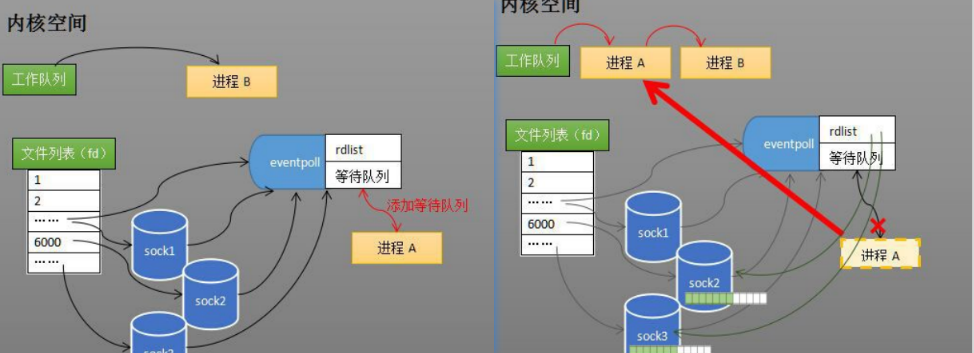 内核空间
工作队列
进程 B
文件列表（fd）
1
2
……
6000
……
eventpoll
rdlist
等待队列
添加等待队列
进程 A
sock1
sock2
sock3
内核空间
工作队列
进程 A
进程 B
文件列表（fd）
1
2
……
6000
……
eventpoll
rdlist
等待队列
进程 A
sock1
sock2
sock3